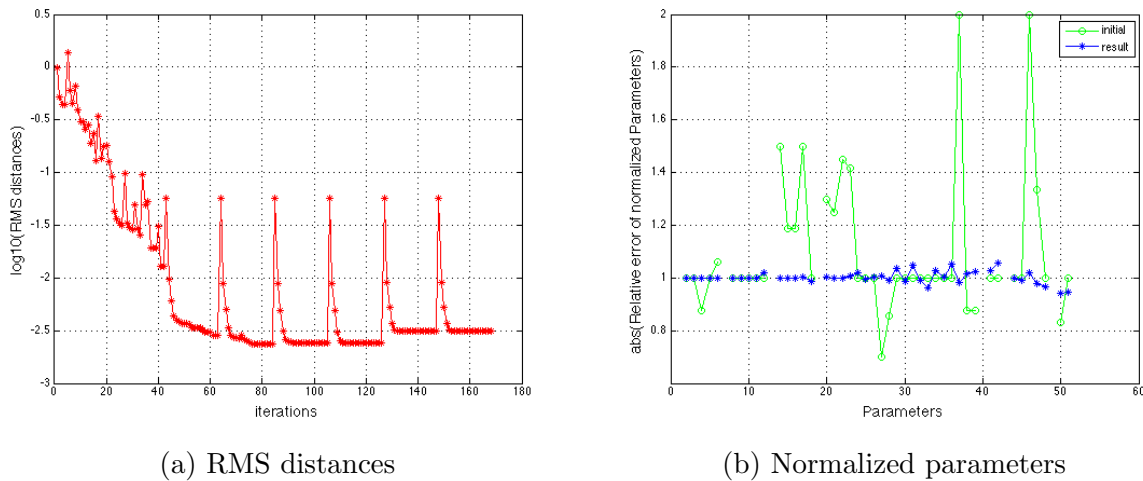 0.5
0
-0.5
-1
-1.5
-2
-2.5
-3
0 20 40 60 80 100 120 140 160 180
log10(RMS distances)
iterations
(a) RMS distances
2
1.8
1.6
1.4
1.2
1
0.8
0 10 20 30 40 50 60
abs(Relative error of normalized Parameters)
Parameters
initial
result
(b) Normalized parameters